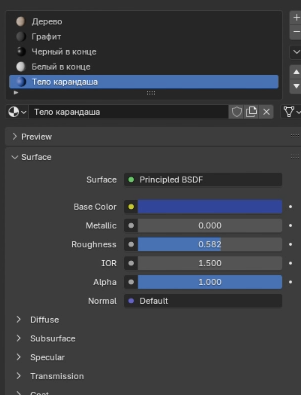 Дерево
Графит
Черный в конце
Белый в конце
Тело карандаша
Тело карандаша
Preview
Surface
Surface Principled BSDF
Base Color
Metallic 0.000
Roughness 0.582
IOR 1.500
Alpha 1.000
Normal Default
Diffuse
Subsurface
Specular
Transmission
Coat